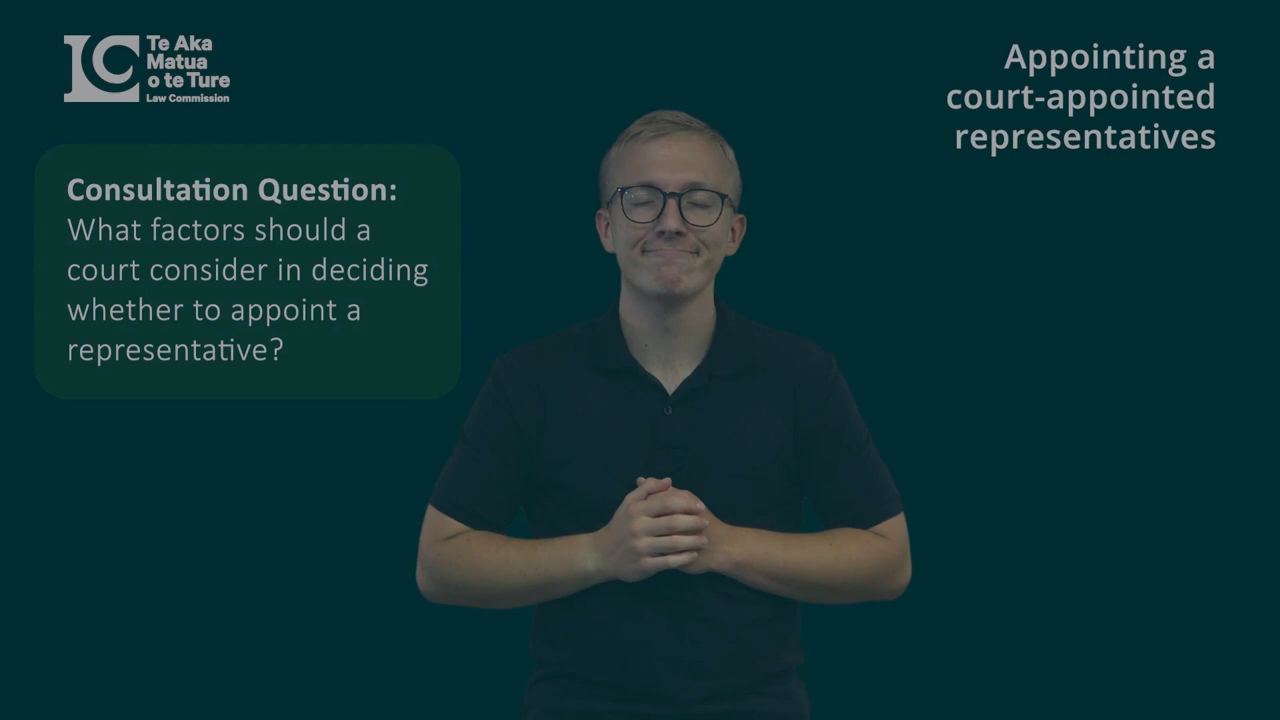 Te Aka
Matua
o te Ture
Law Commission
Appointing a
court-appointed
representatives
Consultation Question:
What factors should a
court consider in deciding
whether to appoint a
representative?